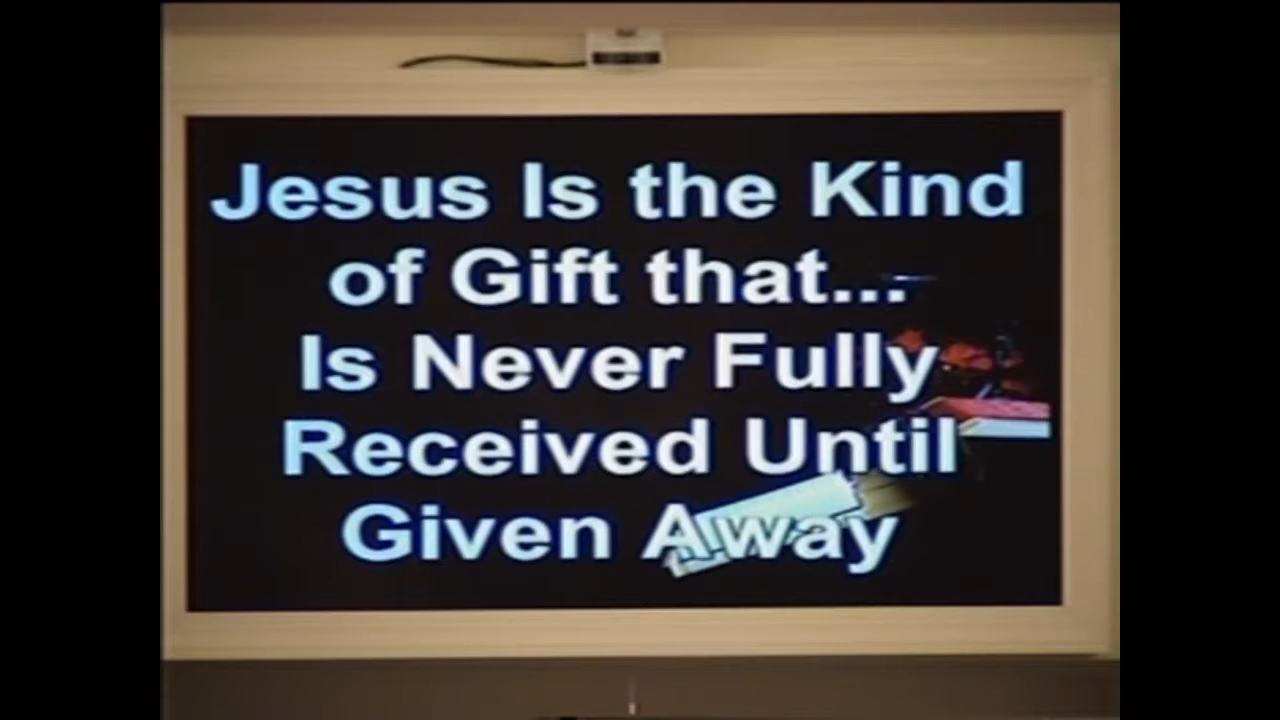 Jesus Is the Kind
of Gift that...
Is Never Fully
Received Until
Given Away